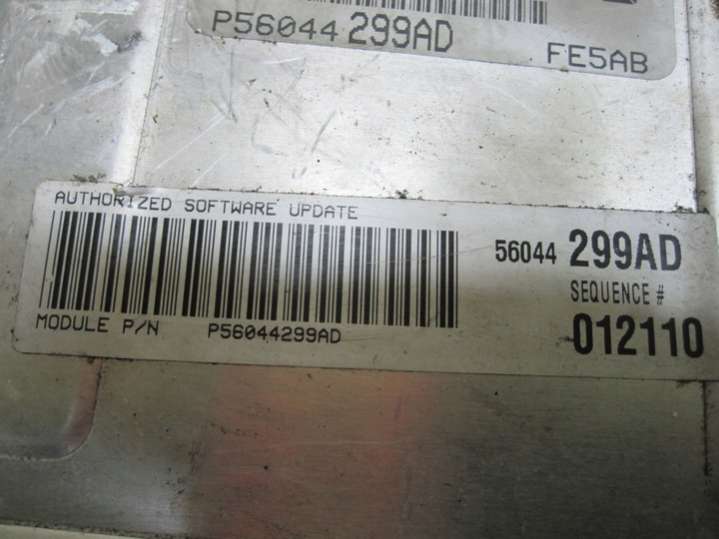 P56044 299AD
FE5AB
AUTHORIZED SOFTWARE UPDATE
56044 299AD
SEQUENCE #
MODULE P/N P56044299AD
012110